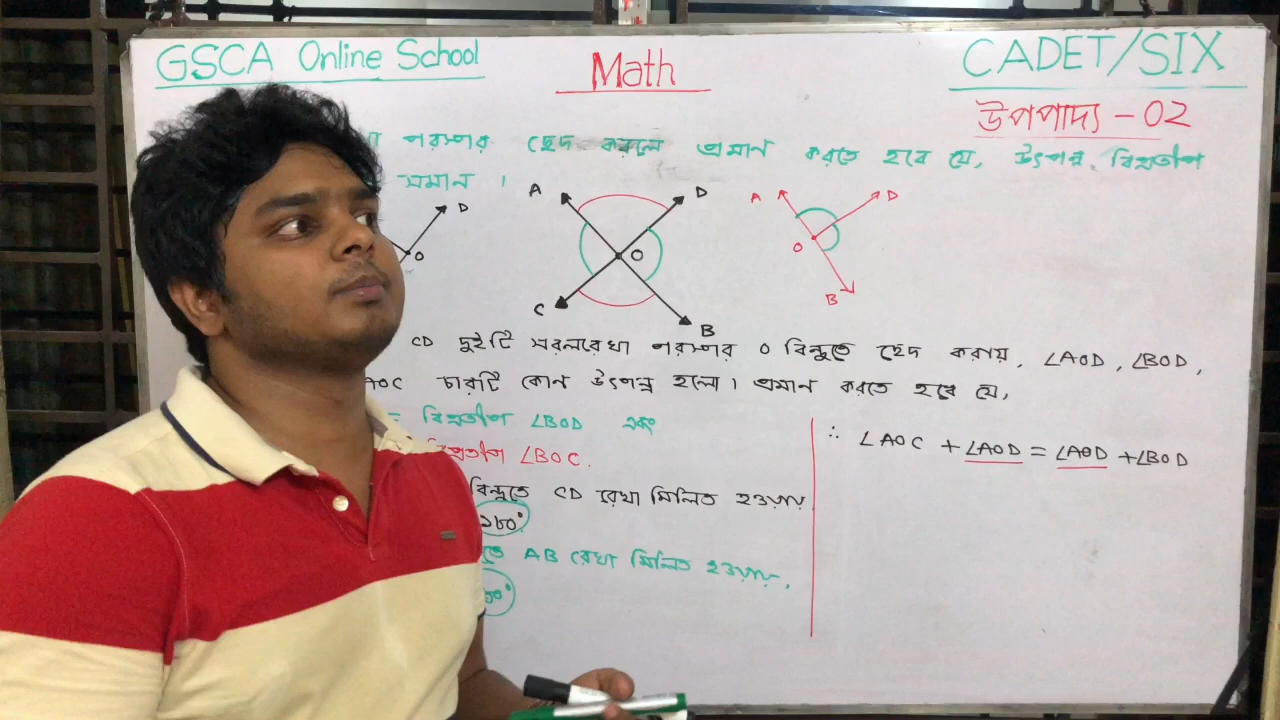 GSCA Online School
Math
CADET/SIX
উপপাদ্য - 02
পরস্পর ছেদ করলে প্রমান করতে হবে যে, উৎপন্ন বিপ্রতীপ
সমান ।
D
O
A
D
O
C
B
A
D
O
B
CD দুইটি সরলরেখা পরস্পর O বিন্দুতে ছেদ করায়, ∠AOD, ∠BOD,
AOC চারটি কোন উৎপন্ন হলো। প্রমান করতে হবে যে,
= বিপ্রতীপ ∠BOD এবং
বিপ্রতীপ ∠BOC.
বিন্দুতে CD রেখা মিলিত হওয়ায়
১৮০°
তে AB রেখা মিলিত হওয়ায়,
∴ ∠AOC + ∠AOD = ∠AOD + ∠BOD